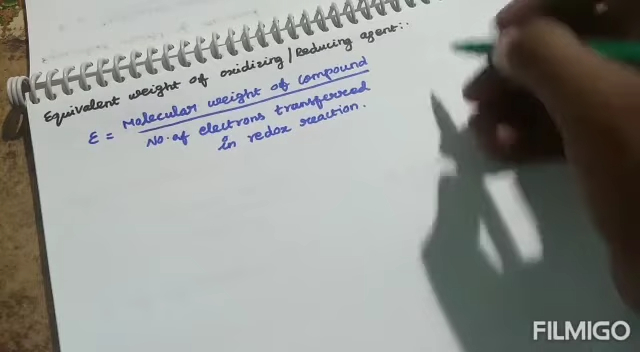 Equivalent weight of oxidizing/Reducing agent:-
E = Molecular weight of compound
No. of electrons transferred
in redox reaction.
FILMIGO